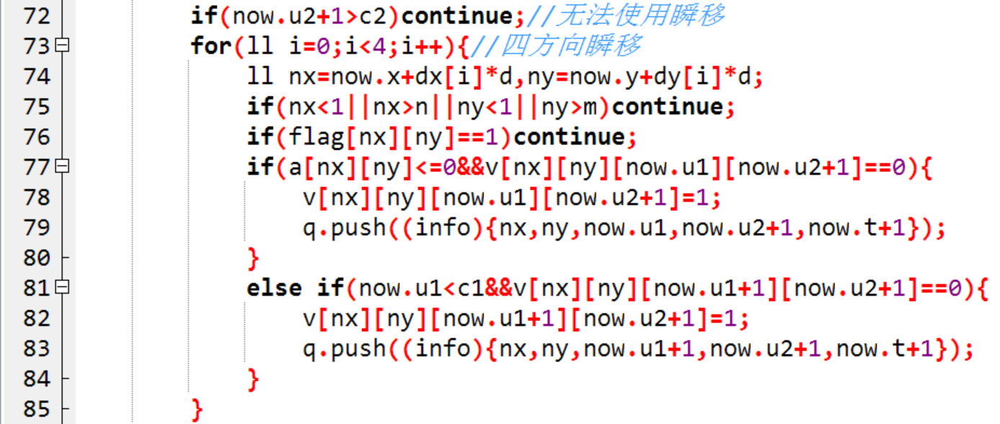 72 if(now.u2+1>c2)continue;//无法使用瞬移
73 for(ll i=0;i<4;i++){//四方向瞬移
74 ll nx=now.x+dx[i]*d,ny=now.y+dy[i]*d;
75 if(nx<1||nx>n||ny<1||ny>m)continue;
76 if(flag[nx][ny]==1)continue;
77 if(a[nx][ny]<=0&&v[nx][ny][now.u1][now.u2+1]==0){
78 v[nx][ny][now.u1][now.u2+1]=1;
79 q.push((info){nx,ny,now.u1,now.u2+1,now.t+1});
80 }
81 else if(now.u1<c1&&v[nx][ny][now.u1+1][now.u2+1]==0){
82 v[nx][ny][now.u1+1][now.u2+1]=1;
83 q.push((info){nx,ny,now.u1+1,now.u2+1,now.t+1});
84 }
85 }